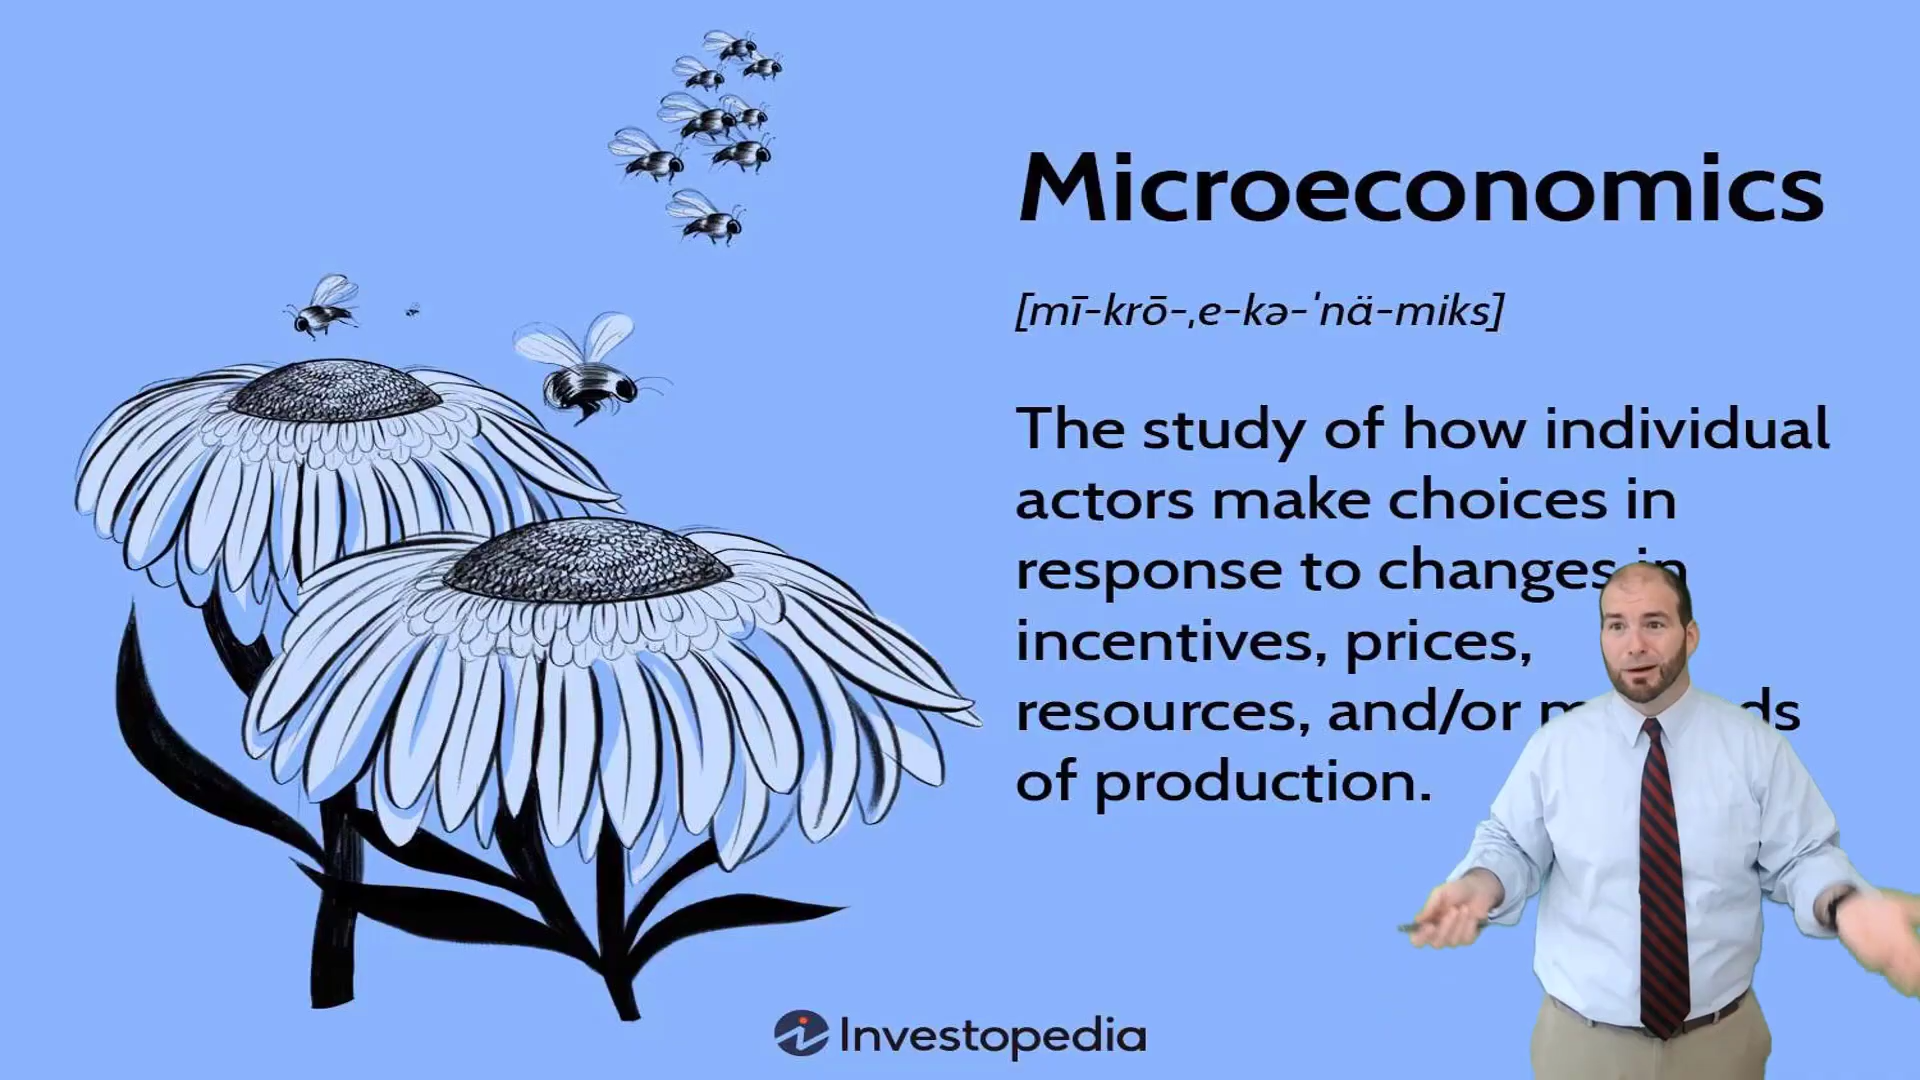 Microeconomics
[mī-krō-ˌe-kə-ˈnä-miks]
The study of how individual
actors make choices in
response to changes in
incentives, prices,
resources, and/or
of production.
Investopedia